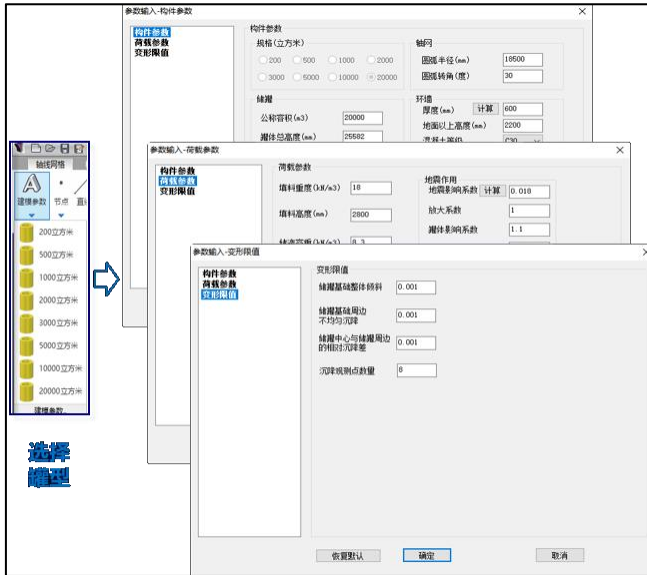 参数输入-构件参数
构件参数
荷载参数
变形限值
构件参数
规格(立方米)
200 500 1000 2000
3000 5000 10000 20000
轴网
圆弧半径(mm) 18500
圆弧转角(度) 30
储罐
公称容积(m3) 20000
罐体总高度(mm) 25582
环墙
厚度(mm) 计算 600
地面以上高度(mm) 2200
混凝土等级 C30
轴线网格
建模参数 节点
200立方米
500立方米
1000立方米
2000立方米
3000立方米
5000立方米
10000立方米
20000立方米
建模参数
选择
罐型
参数输入-荷载参数
构件参数
荷载参数
变形限值
荷载参数
填料重度(kN/m3) 18
填料高度(mm) 2800
储液容重(kN/m3) 8.3
地震作用
地震影响系数 计算 0.018
放大系数 1
罐体影响系数 1.1
参数输入-变形限值
构件参数
荷载参数
变形限值
变形限值
储罐基础整体倾斜 0.001
储罐基础周边
不均匀沉降 0.001
储罐中心与储罐周边
的相对沉降差 0.001
沉降观测点数量 8
恢复默认 确定 取消